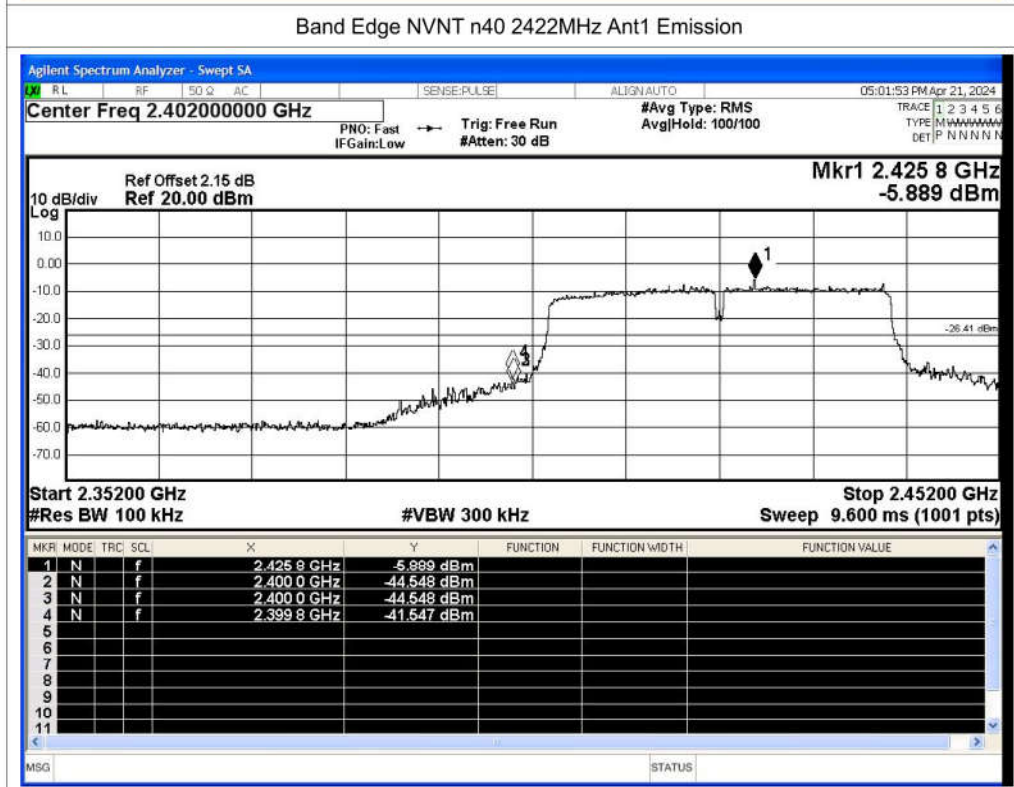 Band Edge NVNT n40 2422MHz Ant1 Emission
Agilent Spectrum Analyzer - Swept SA
LXI RL RF 50 Ω AC SENSE:PULSE ALIGN AUTO 05:01:53 PM Apr 21, 2024
Center Freq 2.402000000 GHz
#Avg Type: RMS
TRACE 1 2 3 4 5 6
PNO: Fast Trig: Free Run Avg|Hold: 100/100
TYPE
IFGain:Low #Atten: 30 dB
DET P N N N N N
Mkr1 2.425 8 GHz
-5.889 dBm
Ref Offset 2.15 dB
10 dB/div Ref 20.00 dBm
Log
10.0
0.00
-10.0
-20.0
-30.0
-40.0
-50.0
-60.0
-70.0
1
-26.41 dBm
4
3
Start 2.35200 GHz Stop 2.45200 GHz
#Res BW 100 kHz #VBW 300 kHz Sweep 9.600 ms (1001 pts)
MKR MODE TRC SCL X Y FUNCTION FUNCTION WIDTH FUNCTION VALUE
1 N f 2.425 8 GHz -5.889 dBm
2 N f 2.400 0 GHz -44.548 dBm
3 N f 2.400 0 GHz -44.548 dBm
4 N f 2.399 8 GHz -41.547 dBm
5
6
7
8
9
10
11
MSG STATUS